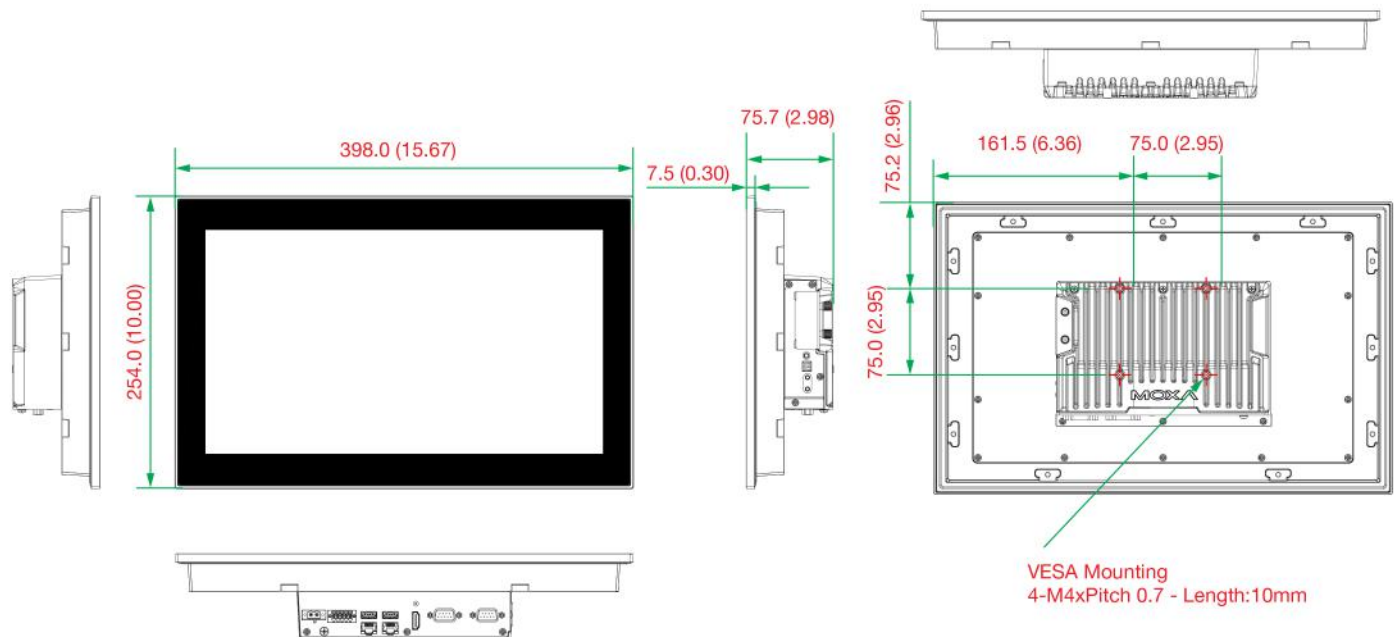 75.7 (2.98)
75.2 (2.96)
161.5 (6.36)
75.0 (2.95)
398.0 (15.67)
7.5 (0.30)
254.0 (10.00)
75.0 (2.95)
MOXA
VESA Mounting
4-M4xPitch 0.7 - Length:10mm